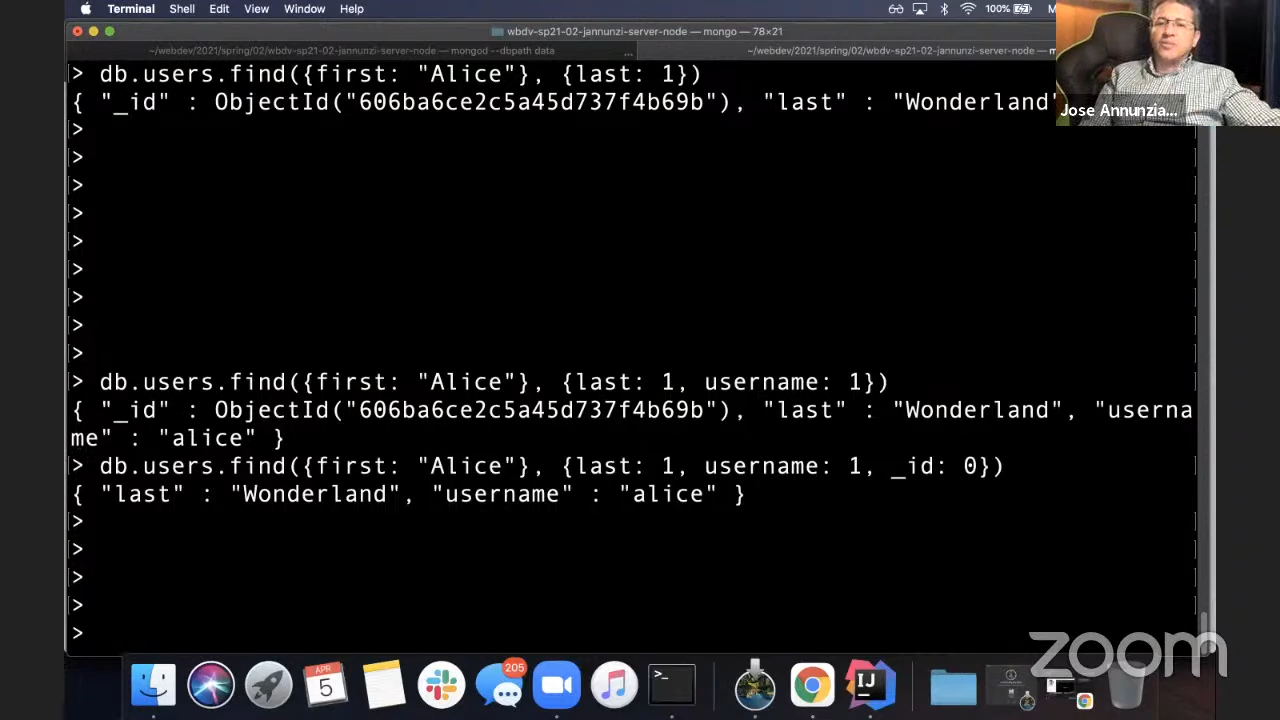 Terminal Shell Edit View Window Help 100%
wbdv-sp21-02-jannunzi-server-node — mongo — 78×21
~/webdev/2021/spring/02/wbdv-sp21-02-jannunzi-server-node — mongod --dbpath data ... ~/webdev/2021/spring/02/wbdv-sp21-02-jannunzi-server-node — m
> db.users.find({first: "Alice"}, {last: 1})
{ "_id" : ObjectId("606ba6ce2c5a45d737f4b69b"), "last" : "Wonderland"
Jose Annunzia...
>
>
>
>
>
>
>
>
>
> db.users.find({first: "Alice"}, {last: 1, username: 1})
{ "_id" : ObjectId("606ba6ce2c5a45d737f4b69b"), "last" : "Wonderland", "userna
me" : "alice" }
> db.users.find({first: "Alice"}, {last: 1, username: 1, _id: 0})
{ "last" : "Wonderland", "username" : "alice" }
>
>
>
>
>
zoom
APR
5
205
>_
IJ